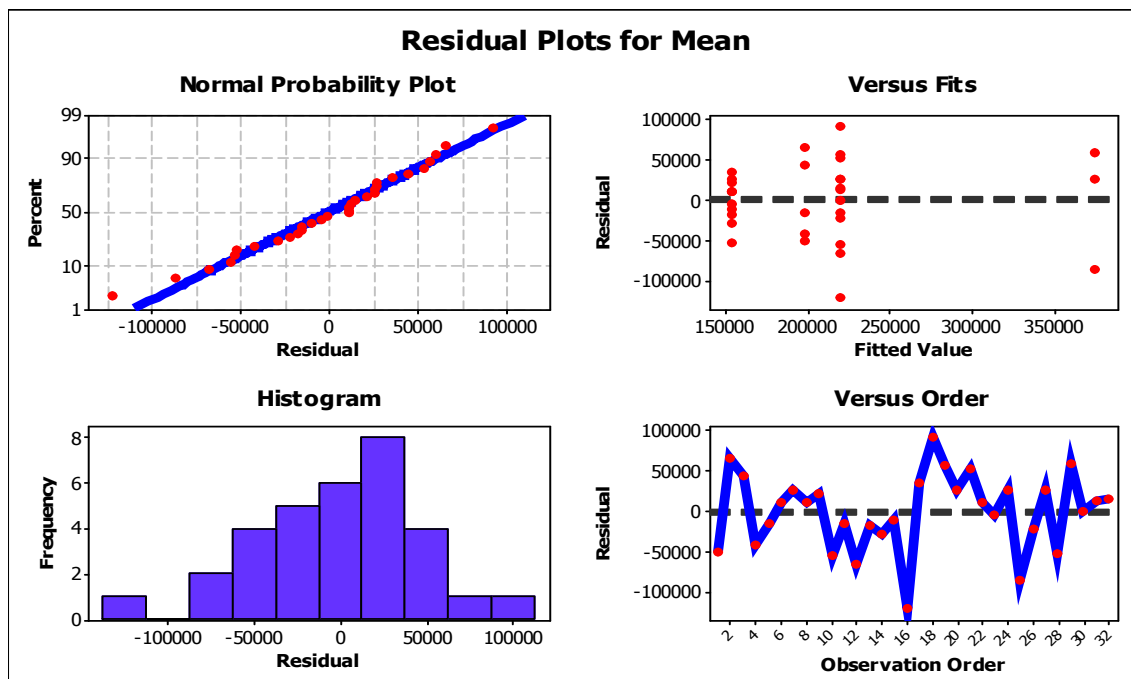 Residual Plots for Mean
Normal Probability Plot
Percent
99
90
50
10
1
-100000 -50000 0 50000 100000
Residual
Versus Fits
Residual
100000
50000
0
-50000
-100000
150000 200000 250000 300000 350000
Fitted Value
Histogram
Frequency
8
6
4
2
0
-100000 -50000 0 50000 100000
Residual
Versus Order
Residual
100000
50000
0
-50000
-100000
2 4 6 8 10 12 14 16 18 20 22 24 26 28 30 32
Observation Order